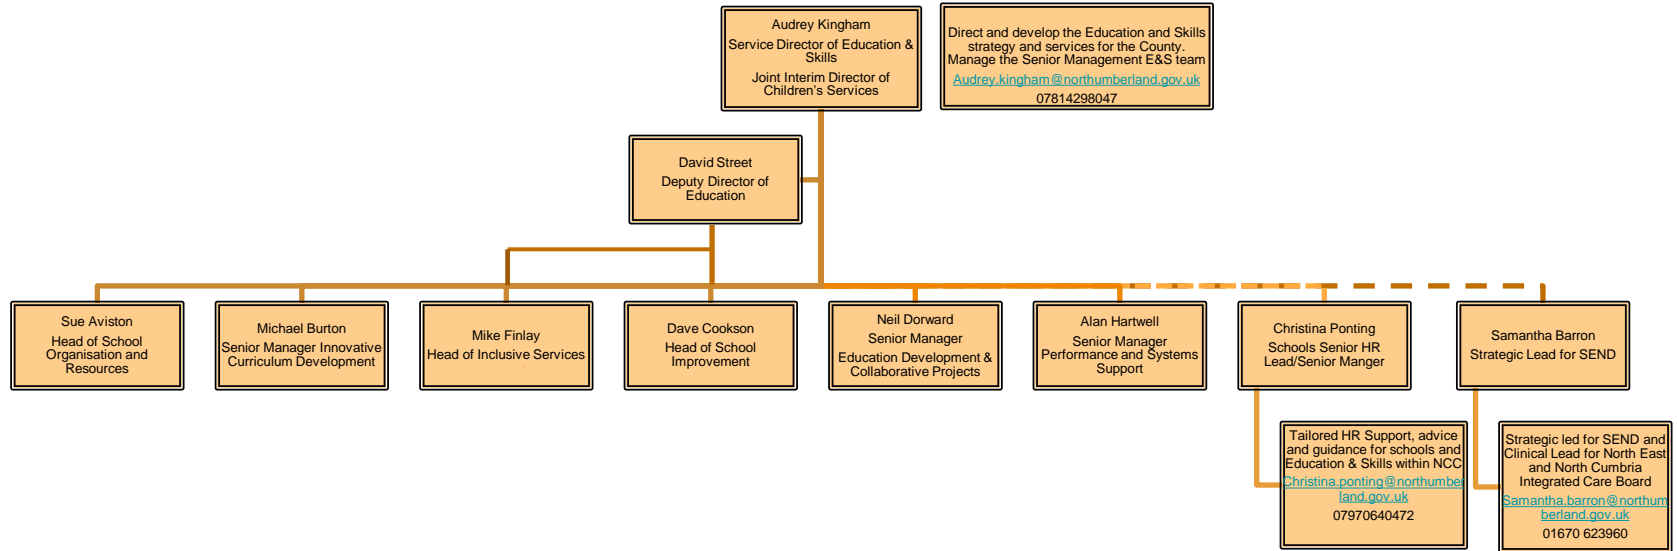 Audrey Kingham
Service Director of Education &
Skills
Joint Interim Director of
Children's Services
Direct and develop the Education and Skills
strategy and services for the County.
Manage the Senior Management E&S team
Audrey.kingham@northumberland.gov.uk
07814298047
David Street
Deputy Director of
Education
Sue Aviston
Head of School
Organisation and
Resources
Michael Burton
Senior Manager Innovative
Curriculum Development
Mike Finlay
Head of Inclusive Services
Dave Cookson
Head of School
Improvement
Neil Dorward
Senior Manager
Education Development &
Collaborative Projects
Alan Hartwell
Senior Manager
Performance and Systems
Support
Christina Ponting
Schools Senior HR
Lead/Senior Manger
Samantha Barron
Strategic Lead for SEND
Tailored HR Support, advice
and guidance for schools and
Education & Skills within NCC
Christina.ponting@northumber
land.gov.uk
07970640472
Strategic led for SEND and
Clinical Lead for North East
and North Cumbria
Integrated Care Board
Samantha.barron@northum
berland.gov.uk
01670 623960